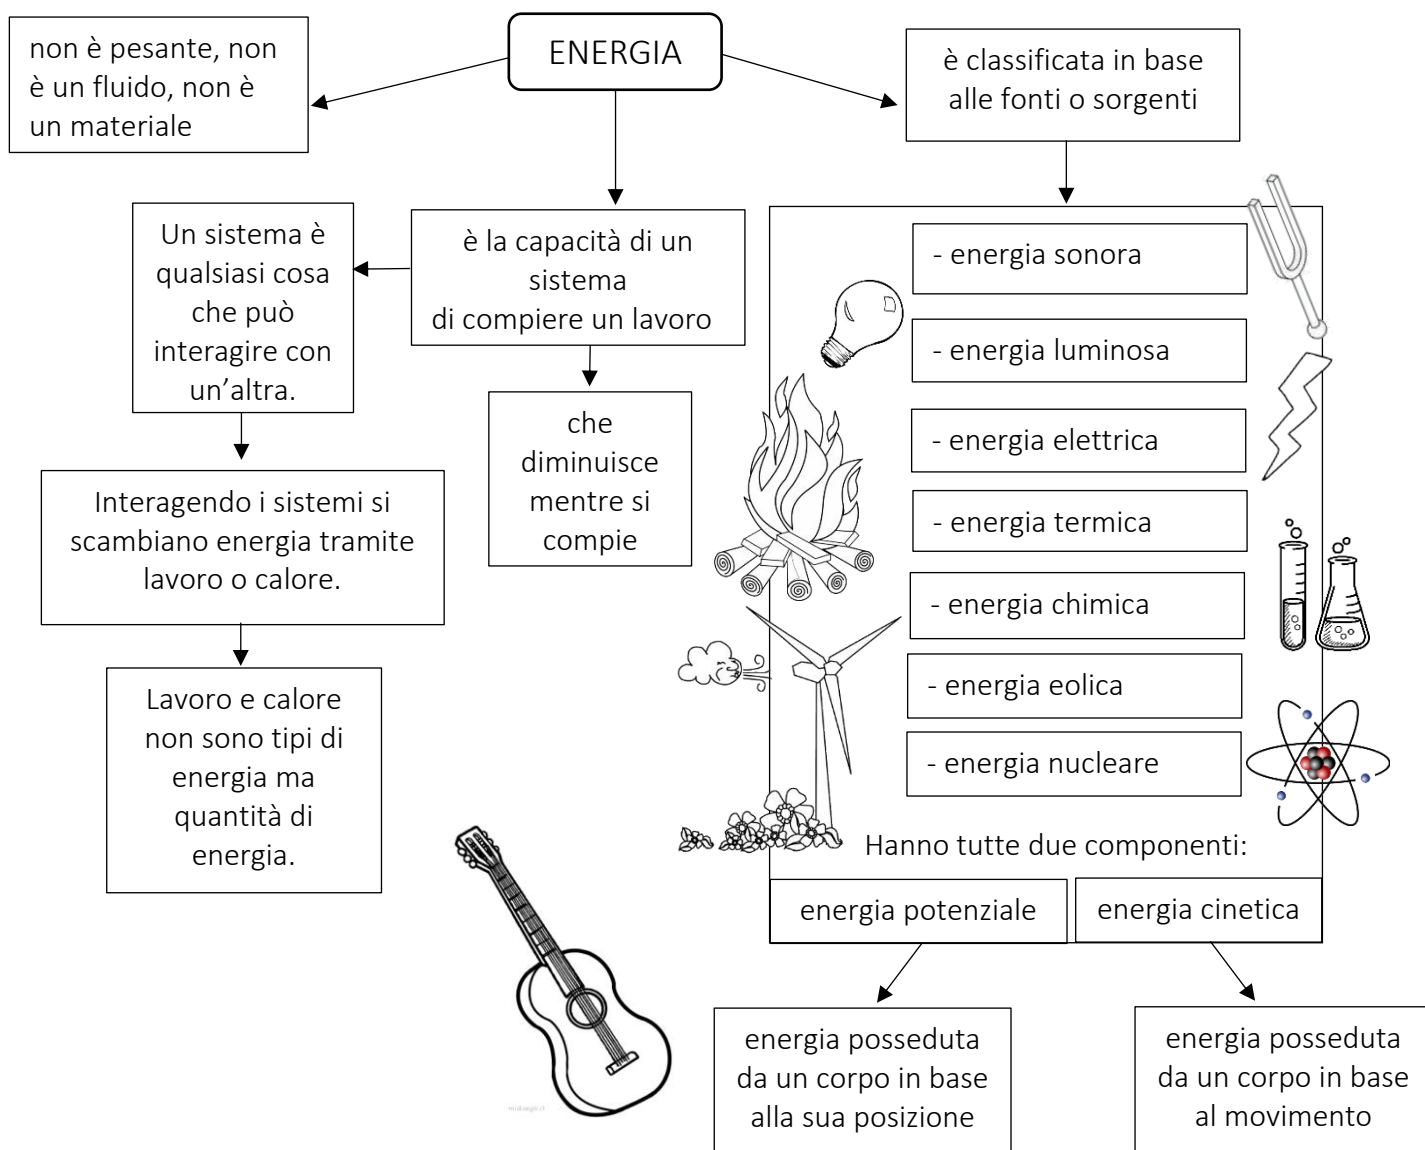 ENERGIA
non è pesante, non
è un fluido, non è
un materiale
è classificata in base
alle fonti o sorgenti
Un sistema è
qualsiasi cosa
che può
interagire con
un’altra.
è la capacità di un
sistema
di compiere un lavoro
che
diminuisce
mentre si
compie
Interagendo i sistemi si
scambiano energia tramite
lavoro o calore.
Lavoro e calore
non sono tipi di
energia ma
quantità di
energia.
- energia sonora
- energia luminosa
- energia elettrica
- energia termica
- energia chimica
- energia eolica
- energia nucleare
Hanno tutte due componenti:
energia potenziale
energia cinetica
energia posseduta
da un corpo in base
alla sua posizione
energia posseduta
da un corpo in base
al movimento